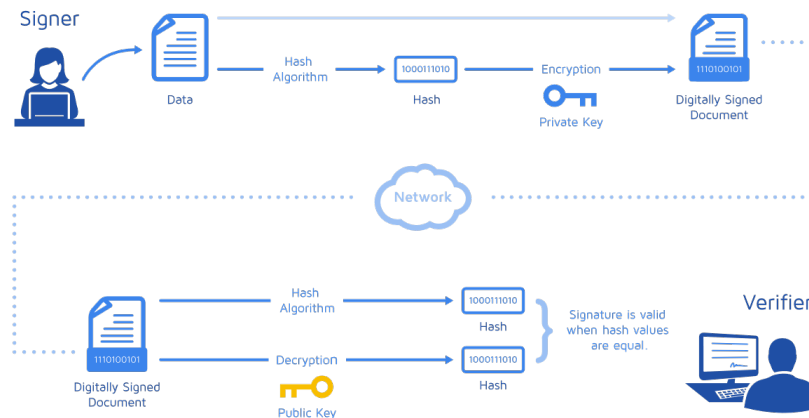 Signer
1110100101
Hash
Algorithm
1000111010
Encryption
1110100101
Data
Hash
Private Key
Digitally Signed
Document
Network
Hash
Algorithm
1000111010
Hash
Signature is valid
when hash values
are equal.
Verifier
1110100101
Decryption
1000111010
Digitally Signed
Document
Public Key
Hash